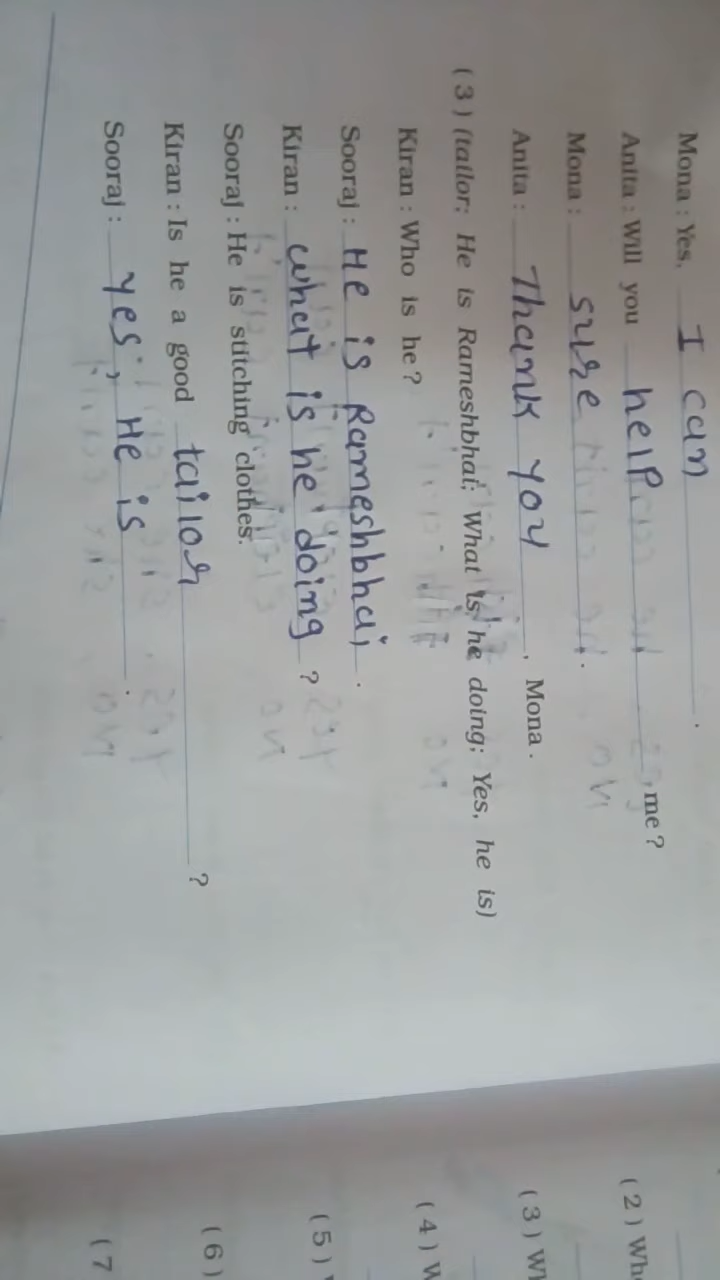 Mona : Yes, I can .
Anita : Will you help me ?
Mona : sure .
Anita : Thank you , Mona .
( 3 ) (tailor; He is Rameshbhai; What is he doing; Yes, he is)
Kiran : Who is he ?
Sooraj : He is Rameshbhai .
Kiran : what is he doing ?
Sooraj : He is stitching clothes.
Kiran : Is he a good tailor ?
Sooraj : yes, He is .
( 2 ) Wh
( 3 )
( 4 )
( 5 )
( 6 )
( 7